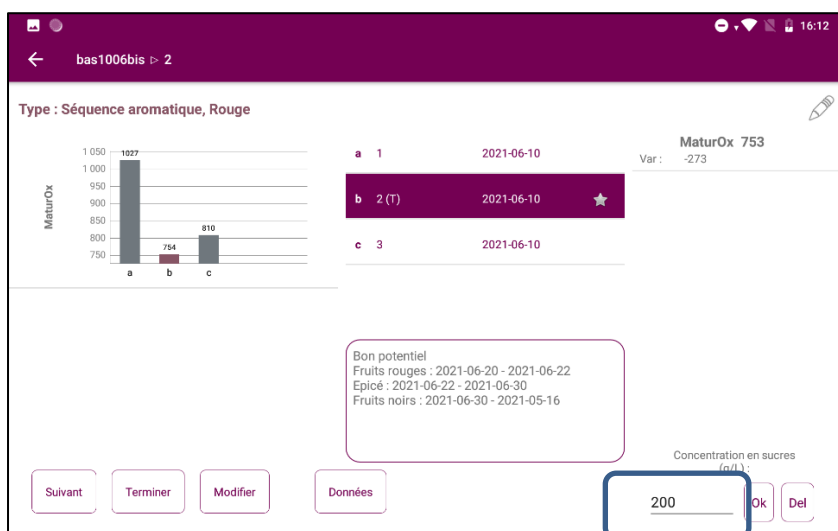 16:12
bas1006bis ▷ 2
Type : Séquence aromatique, Rouge
MaturOx
1 050
1 000
950
900
850
800
750
1027
754
810
a
b
c
a 1 2021-06-10
b 2 (T) 2021-06-10
c 3 2021-06-10
MaturOx 753
Var : -273
Bon potentiel
Fruits rouges : 2021-06-20 - 2021-06-22
Epicé : 2021-06-22 - 2021-06-30
Fruits noirs : 2021-06-30 - 2021-05-16
Concentration en sucres
(g/L) :
Suivant
Terminer
Modifier
Données
200
Ok
Del